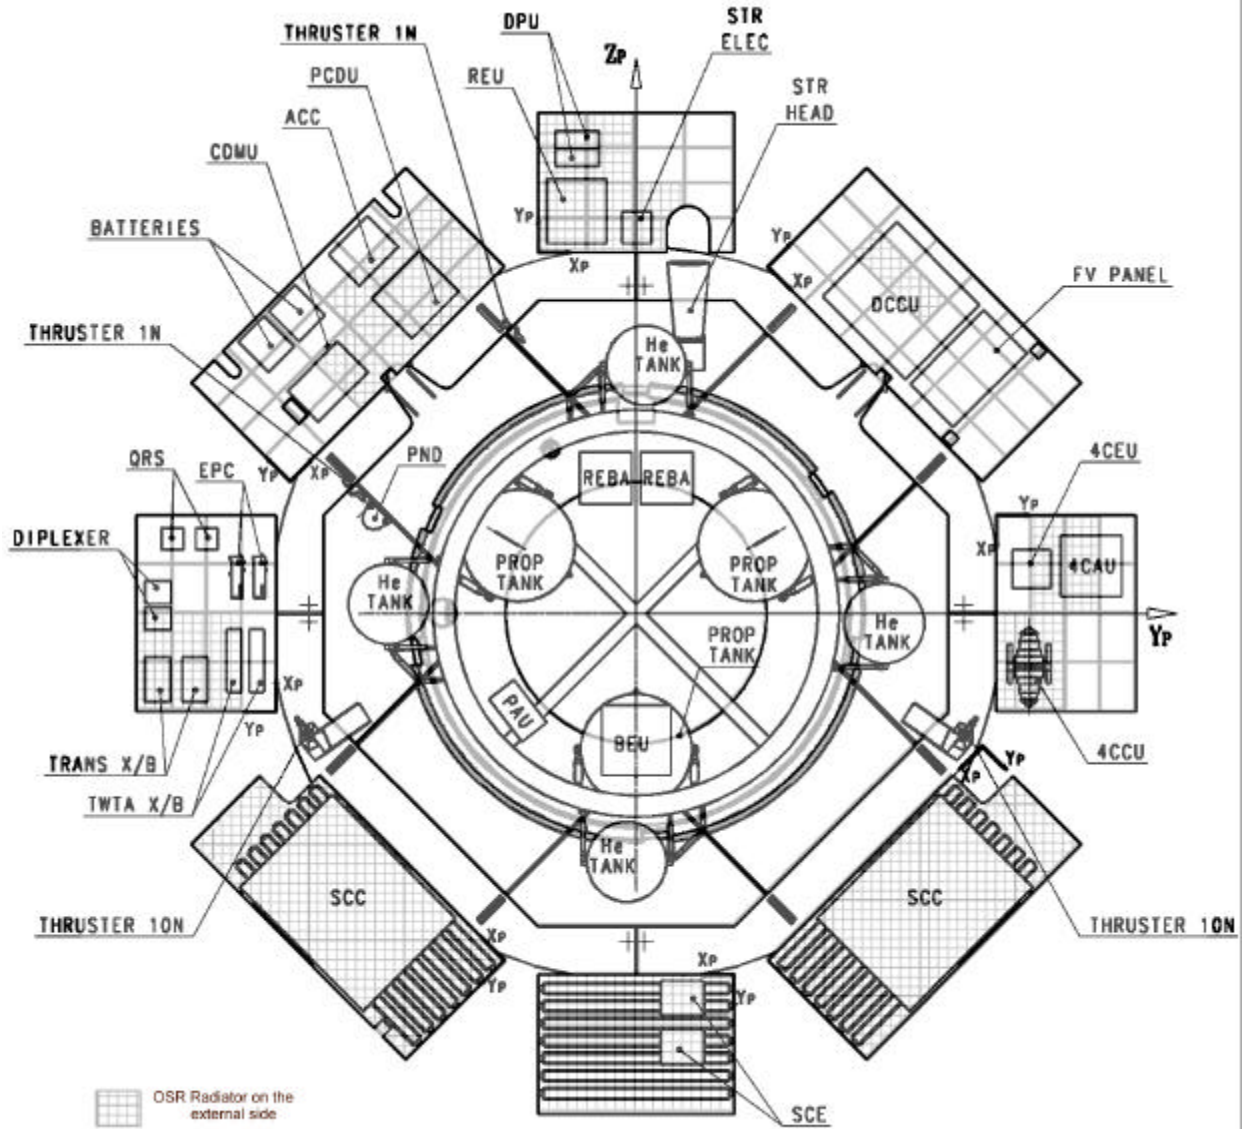 STR
ELEC
DPU
THRUSTER 1N
ZP
REU
PCDU
STR
HEAD
ACC
CDMU
BATTERIES
YP
XP
YP
XP
DCCU
FV PANEL
THRUSTER 1N
He
TANK
QRS
EPC
YP
XP
PND
REBA
REBA
4CEU
YP
DIPLEXER
XP
4CAU
PROP
TANK
PROP
TANK
He
TANK
He
TANK
YP
PROP
TANK
XP
YP
PAU
BEU
TRANS X/B
TWTA X/B
4CCU
YP
XP
He
TANK
SCC
SCC
THRUSTER 10N
THRUSTER 10N
XP
YP
XP
YP
SCE
OSR Radiator on the
external side